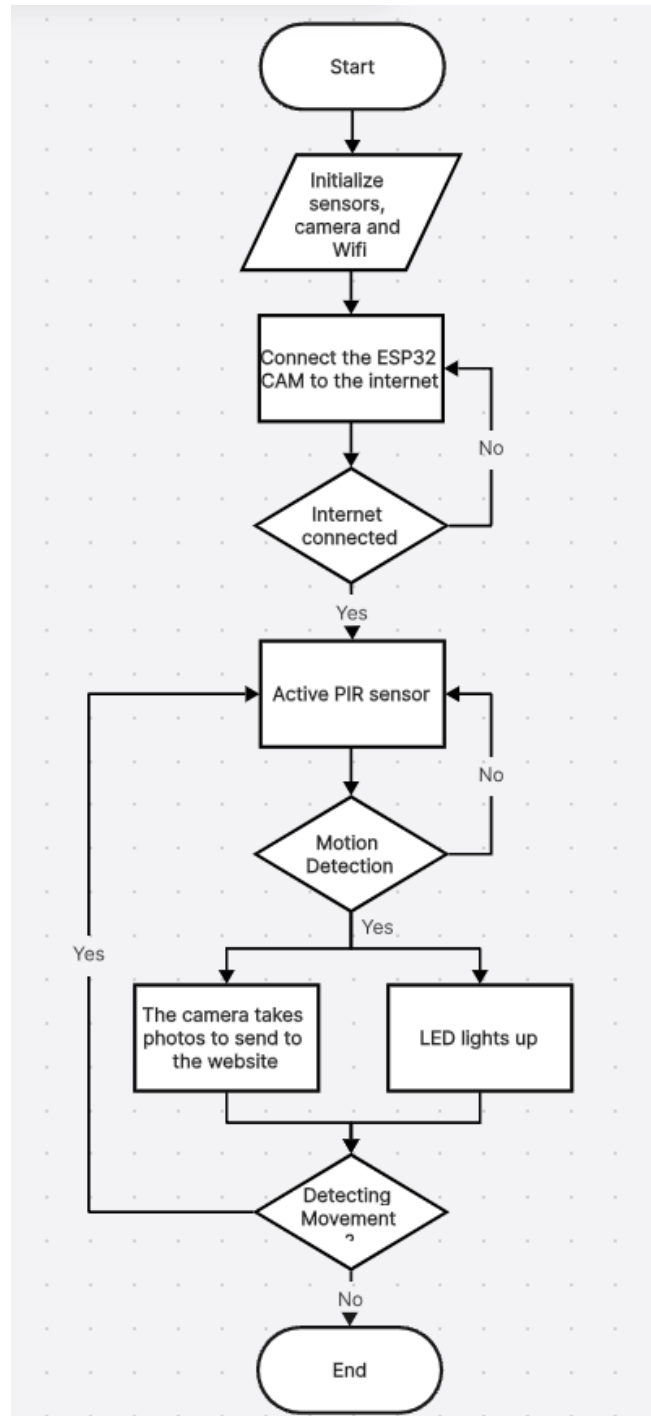 Start
Initialize
sensors,
camera and
Wifi
Connect the ESP32
CAM to the internet
No
Internet
connected
Yes
Active PIR sensor
No
Motion
Detection
Yes
Yes
The camera takes
photos to send to
the website
LED lights up
Detecting
Movement
?
No
End